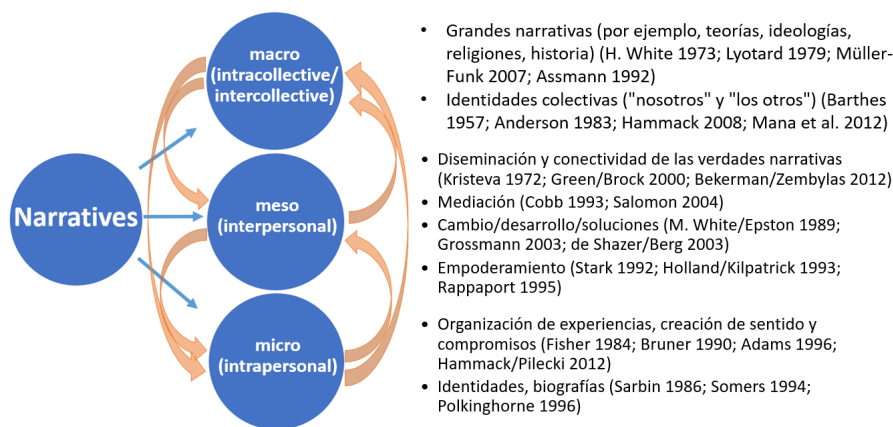 Narratives
macro
(intracollective/
intercollective)
meso
(interpersonal)
micro
(intrapersonal)
• Grandes narrativas (por ejemplo, teorías, ideologías,
religiones, historia) (H. White 1973; Lyotard 1979; Müller-
Funk 2007; Assmann 1992)
• Identidades colectivas ("nosotros" y "los otros") (Barthes
1957; Anderson 1983; Hammack 2008; Mana et al. 2012)
• Diseminación y conectividad de las verdades narrativas
(Kristeva 1972; Green/Brock 2000; Bekerman/Zembylas 2012)
• Mediación (Cobb 1993; Salomon 2004)
• Cambio/desarrollo/soluciones (M. White/Epston 1989;
Grossmann 2003; de Shazer/Berg 2003)
• Empoderamiento (Stark 1992; Holland/Kilpatrick 1993;
Rappaport 1995)
• Organización de experiencias, creación de sentido y
compromisos (Fisher 1984; Bruner 1990; Adams 1996;
Hammack/Pilecki 2012)
• Identidades, biografías (Sarbin 1986; Somers 1994;
Polkinghorne 1996)